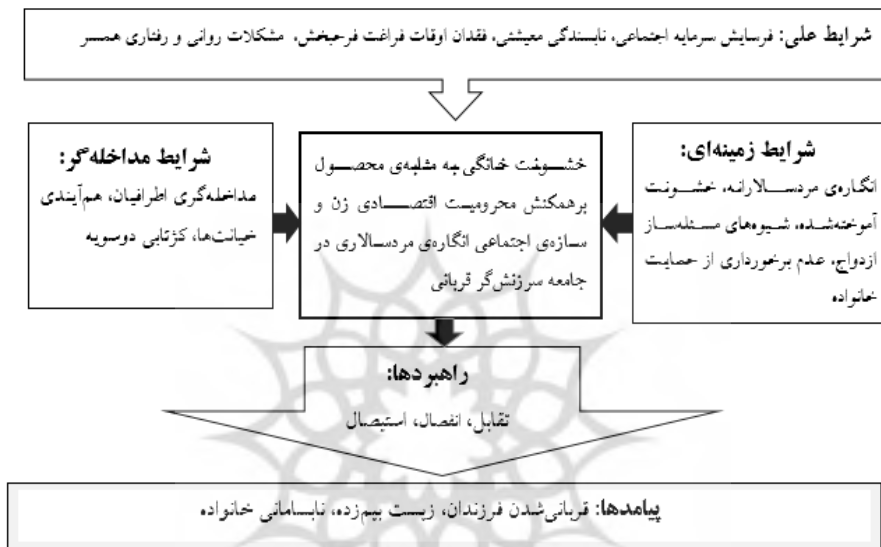 شرایط علی: فرسایش سرمایه اجتماعی، نابسندگی معیشتی، فقدان اوقات فراغت فرحبخش، مشکلات روانی و رفتاری همسر
شرایط زمینه‌ای:
انگاره‌ی مردسالارانه، خشونت
آموخته‌شده، شیوه‌های مسئله‌ساز
ازدواج، عدم برخورداری از حمایت
خانواده
خشونت خانگی به مثابه‌ی محصول
برهمکنش محرومیت اقتصادی زن و
سازه‌ی اجتماعی انگاره‌ی مردسالاری در
جامعه سرزنش‌گر قربانی
شرایط مداخله‌گر:
مداخله‌گری اطرافیان، هم‌آیندی
خیانت‌ها، کژتابی دوسویه
راهبردها:
تقابل، انفصال، استیصال
پیامدها: قربانی‌شدن فرزندان، زیست بیم‌زده، نابسامانی خانواده